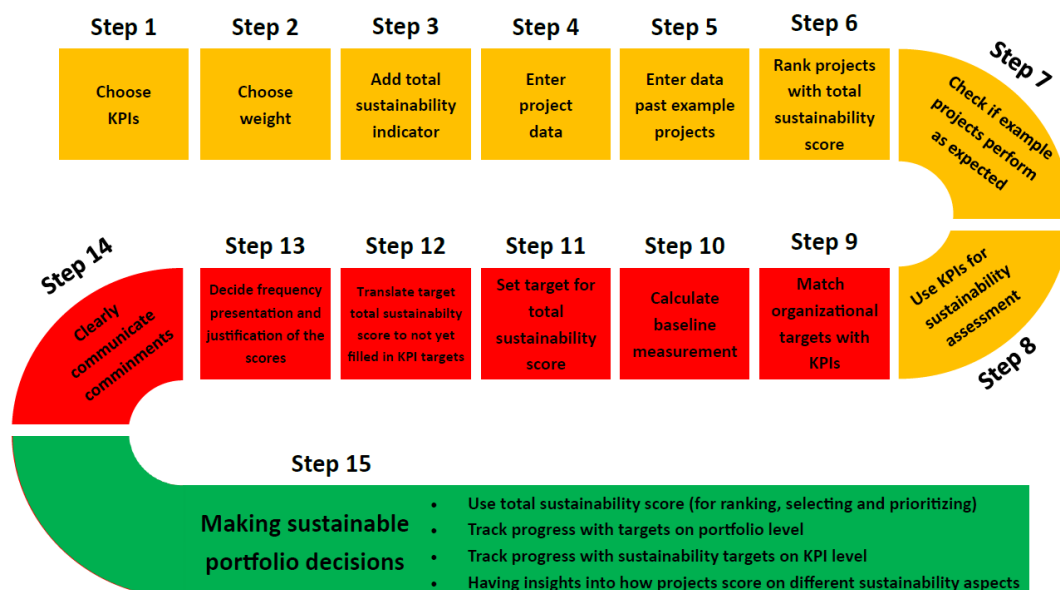 Step 1
Choose
KPIs
Step 2
Choose
weight
Step 3
Add total
sustainability
indicator
Step 4
Enter
project
data
Step 5
Enter data
past example
projects
Step 6
Rank projects
with total
sustainability
score
Step 7
Check if example
projects perform
as expected
Step 8
Use KPIs for
sustainability
assessment
Step 9
Match
organizational
targets with
KPIs
Step 10
Calculate
baseline
measurement
Step 11
Set target for
total
sustainability
score
Step 12
Translate target
total sustainability
score to not yet
filled in KPI targets
Step 13
Decide frequency
presentation and
justification of the
scores
Step 14
Clearly
communicate
comminments
Step 15
Making sustainable
portfolio decisions
• Use total sustainability score (for ranking, selecting and prioritizing)
• Track progress with targets on portfolio level
• Track progress with sustainability targets on KPI level
• Having insights into how projects score on different sustainability aspects